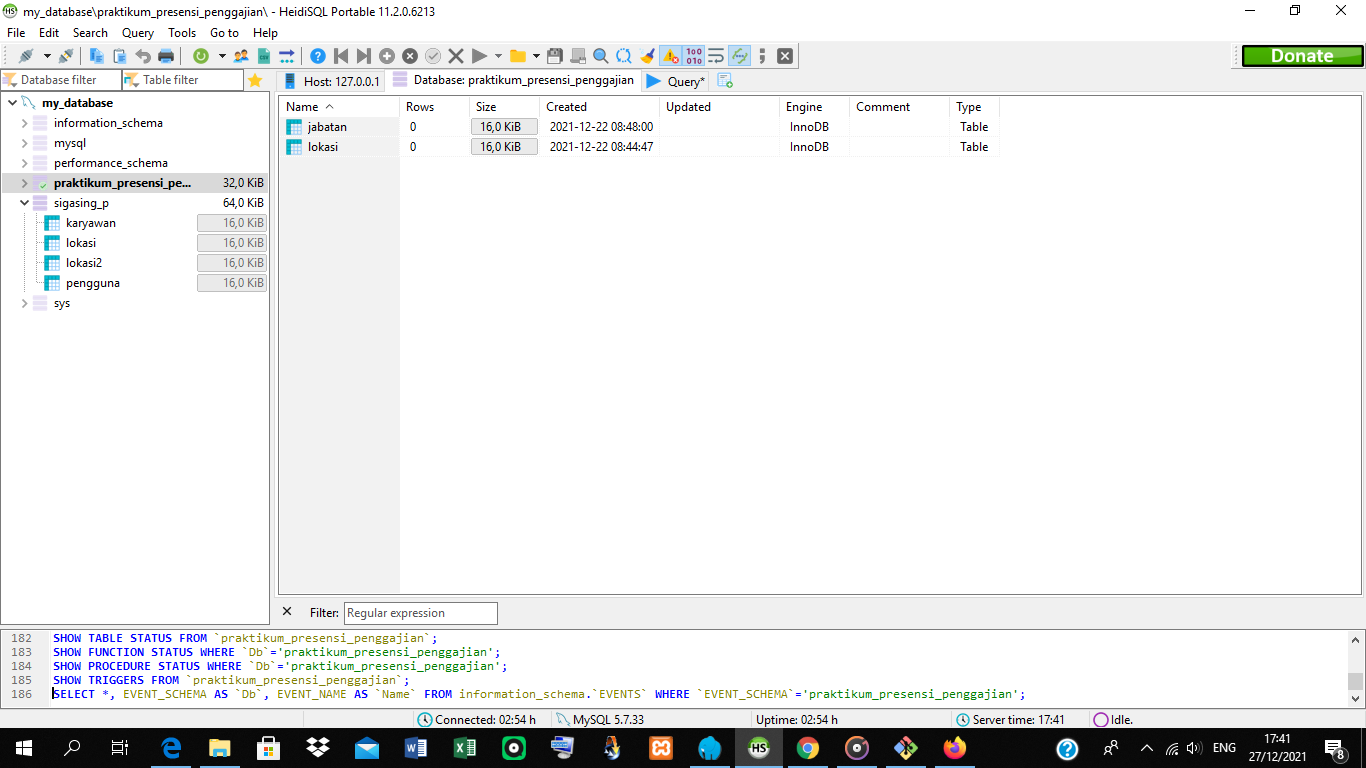 my_database\praktikum_presensi_penggajian\ - HeidiSQL Portable 11.2.0.6213
File Edit Search Query Tools Go to Help
Donate
Database filter Table filter Host: 127.0.0.1 Database: praktikum_presensi_penggajian Query*
my_database
information_schema
mysql
performance_schema
praktikum_presensi_pe... 32,0 KiB
sigasing_p 64,0 KiB
karyawan 16,0 KiB
lokasi 16,0 KiB
lokasi2 16,0 KiB
pengguna 16,0 KiB
sys
Name Rows Size Created Updated Engine Comment Type
jabatan 0 16,0 KiB 2021-12-22 08:48:00 InnoDB Table
lokasi 0 16,0 KiB 2021-12-22 08:44:47 InnoDB Table
Filter: Regular expression
182 SHOW TABLE STATUS FROM `praktikum_presensi_penggajian`;
183 SHOW FUNCTION STATUS WHERE `Db`='praktikum_presensi_penggajian';
184 SHOW PROCEDURE STATUS WHERE `Db`='praktikum_presensi_penggajian';
185 SHOW TRIGGERS FROM `praktikum_presensi_penggajian`;
186 SELECT *, EVENT_SCHEMA AS `Db`, EVENT_NAME AS `Name` FROM information_schema.`EVENTS` WHERE `EVENT_SCHEMA`='praktikum_presensi_penggajian';
Connected: 02:54 h MySQL 5.7.33 Uptime: 02:54 h Server time: 17:41 Idle.
HS ENG 17:41
27/12/2021 8